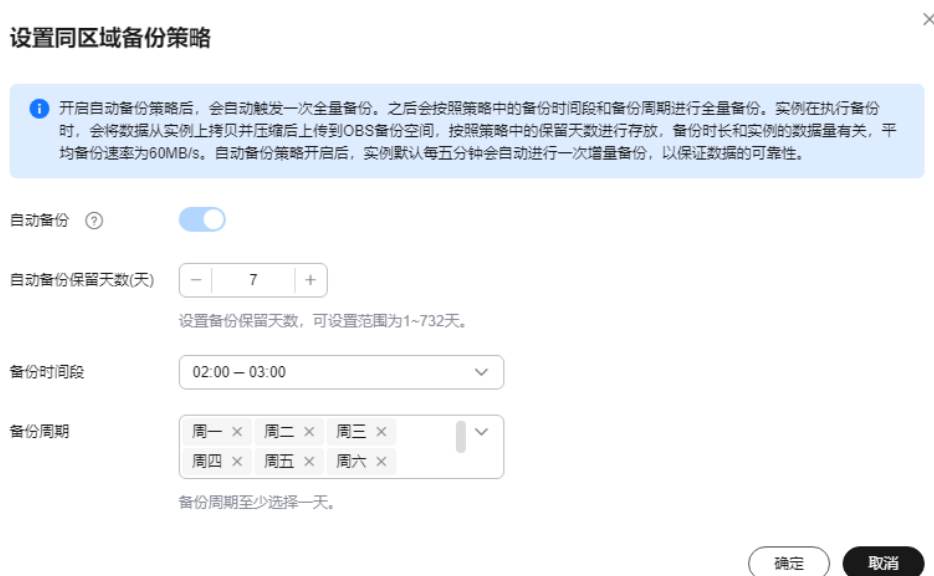 设置同区域备份策略
开启自动备份策略后，会自动触发一次全量备份。之后会按照策略中的备份时间段和备份周期进行全量备份。实例在执行备份
时，会将数据从实例上拷贝并压缩后上传到OBS备份空间，按照策略中的保留天数进行存放，备份时长和实例的数据量有关，平
均备份速率为60MB/s。自动备份策略开启后，实例默认每五分钟会自动进行一次增量备份，以保证数据的可靠性。
自动备份 ?
自动备份保留天数(天) − 7 +
设置备份保留天数，可设置范围为1~732天。
备份时间段 02:00 — 03:00
备份周期 周一 × 周二 × 周三 ×
周四 × 周五 × 周六 ×
备份周期至少选择一天。
确定 取消